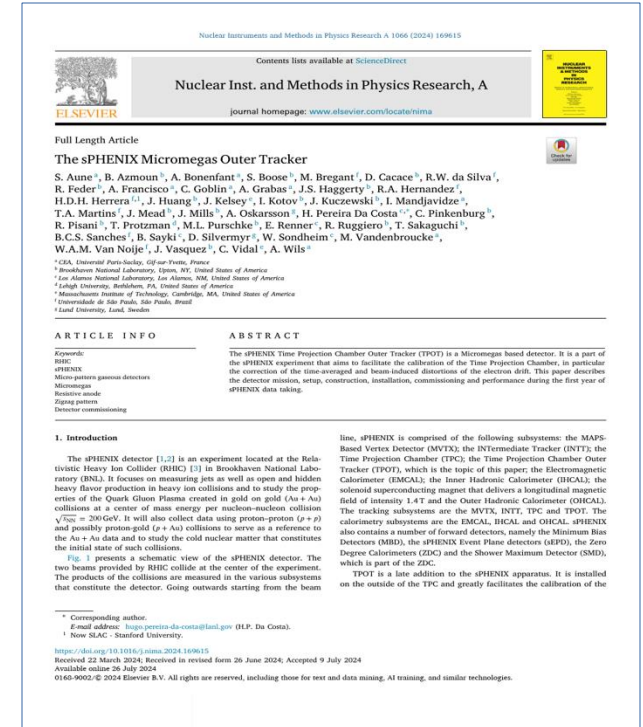 Nuclear Instruments and Methods in Physics Research A 1066 (2024) 169615
Contents lists available at ScienceDirect
Nuclear Inst. and Methods in Physics Research, A
journal homepage: www.elsevier.com/locate/nima
ELSEVIER
NUCLEAR
INSTRUMENTS
& METHODS
IN
PHYSICS
RESEARCH
Full Length Article
Check for
updates
The sPHENIX Micromegas Outer Tracker
S. Aune a, B. Azmoun b, A. Bonenfant a, S. Boose b, M. Bregant f, D. Cacace b, R.W. da Silva f,
R. Feder b, A. Francisco a, C. Goblin a, A. Grabas a, J.S. Haggerty b, R.A. Hernandez f,
H.D.H. Herrera f,1, J. Huang b, J. Kelsey e, I. Kotov b, J. Kuczewski b, I. Mandjavidze a,
T.A. Martins f, J. Mead b, J. Mills b, A. Oskarsson g, H. Pereira Da Costa c,*, C. Pinkenburg b,
R. Pisani b, T. Protzman d, M.L. Purschke b, E. Renner c, R. Ruggiero b, T. Sakaguchi b,
B.C.S. Sanches f, B. Sayki c, D. Silvermyr g, W. Sondheim c, M. Vandenbroucke a,
W.A.M. Van Noije f, J. Vasquez b, C. Vidal e, A. Wils a
a CEA, Université Paris-Saclay, Gif-sur-Yvette, France
b Brookhaven National Laboratory, Upton, NY, United States of America
c Los Alamos National Laboratory, Los Alamos, NM, United States of America
d Lehigh University, Bethlehem, PA, United States of America
e Massachusetts Institute of Technology, Cambridge, MA, United States of America
f Universidade de São Paulo, São Paulo, Brazil
g Lund University, Lund, Sweden
ARTICLE INFO
Keywords:
RHIC
sPHENIX
Micro-pattern gaseous detectors
Micromegas
Resistive anode
Zigzag pattern
Detector commissioning
ABSTRACT
The sPHENIX Time Projection Chamber Outer Tracker (TPOT) is a Micromegas based detector. It is a part of
the sPHENIX experiment that aims to facilitate the calibration of the Time Projection Chamber, in particular
the correction of the time-averaged and beam-induced distortions of the electron drift. This paper describes
the detector mission, setup, construction, installation, commissioning and performance during the first year of
sPHENIX data taking.
1. Introduction
The sPHENIX detector [1,2] is an experiment located at the Rela-
tivistic Heavy Ion Collider (RHIC) [3] in Brookhaven National Labo-
ratory (BNL). It focuses on measuring jets as well as open and hidden
heavy flavor production in heavy ion collisions and to study the prop-
erties of the Quark Gluon Plasma created in gold on gold (Au + Au)
collisions at a center of mass energy per nucleon–nucleon collision
√sNN = 200 GeV. It will also collect data using proton–proton (p + p)
and possibly proton-gold (p + Au) collisions to serve as a reference to
the Au + Au data and to study the cold nuclear matter that constitutes
the initial state of such collisions.
Fig. 1 presents a schematic view of the sPHENIX detector. The
two beams provided by RHIC collide at the center of the experiment.
The products of the collisions are measured in the various subsystems
that constitute the detector. Going outwards starting from the beam
line, sPHENIX is comprised of the following subsystems: the MAPS-
Based Vertex Detector (MVTX); the INTermediate Tracker (INTT); the
Time Projection Chamber (TPC); the Time Projection Chamber Outer
Tracker (TPOT), which is the topic of this paper; the Electromagnetic
Calorimeter (EMCAL); the Inner Hadronic Calorimeter (IHCAL); the
solenoid superconducting magnet that delivers a longitudinal magnetic
field of intensity 1.4 T and the Outer Hadronic Calorimeter (OHCAL).
The tracking subsystems are the MVTX, INTT, TPC and TPOT. The
calorimetry subsystems are the EMCAL, IHCAL and OHCAL. sPHENIX
also contains a number of forward detectors, namely the Minimum Bias
Detectors (MBD), the sPHENIX Event Plane detectors (sEPD), the Zero
Degree Calorimeters (ZDC) and the Shower Maximum Detector (SMD),
which is part of the ZDC.
TPOT is a late addition to the sPHENIX apparatus. It is installed
on the outside of the TPC and greatly facilitates the calibration of the
* Corresponding author.
E-mail address: hugo.pereira-da-costa@lanl.gov (H.P. Da Costa).
1 Now SLAC - Stanford University.
https://doi.org/10.1016/j.nima.2024.169615
Received 22 March 2024; Received in revised form 26 June 2024; Accepted 9 July 2024
Available online 26 July 2024
0168-9002/© 2024 Elsevier B.V. All rights are reserved, including those for text and data mining, AI training, and similar technologies.